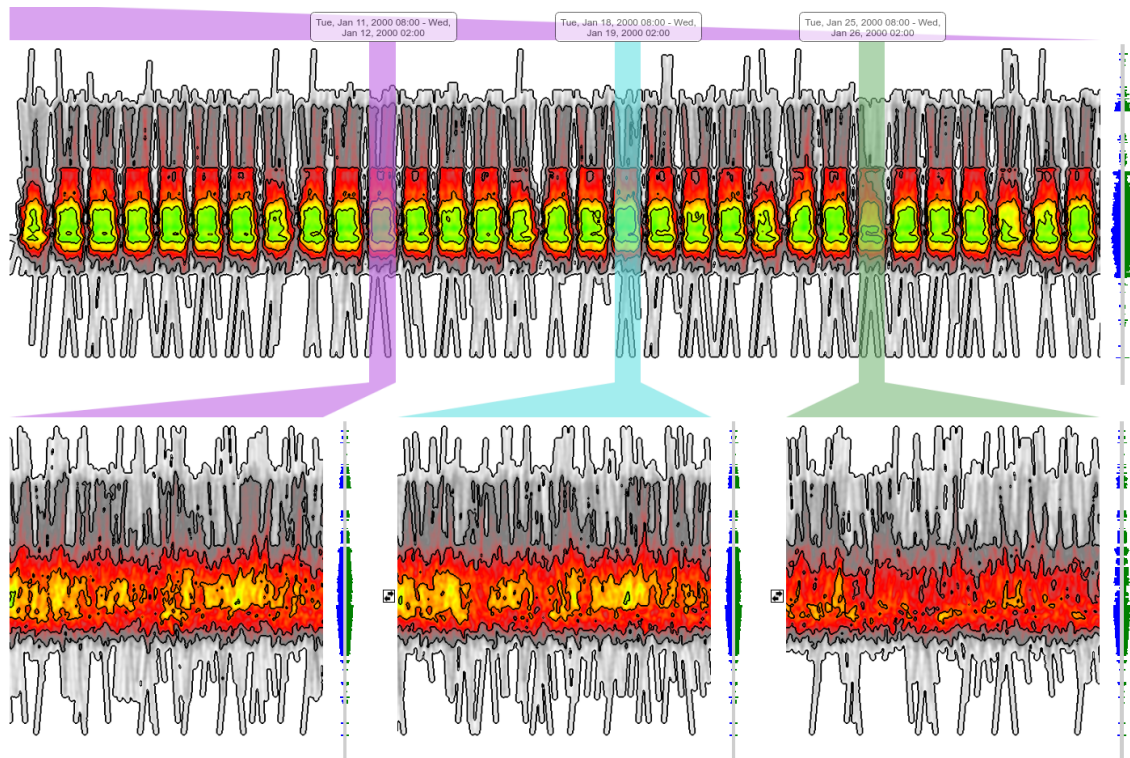 Tue, Jan 11, 2000 08:00 - Wed,
Jan 12, 2000 02:00
Tue, Jan 18, 2000 08:00 - Wed,
Jan 19, 2000 02:00
Tue, Jan 25, 2000 08:00 - Wed,
Jan 26, 2000 02:00